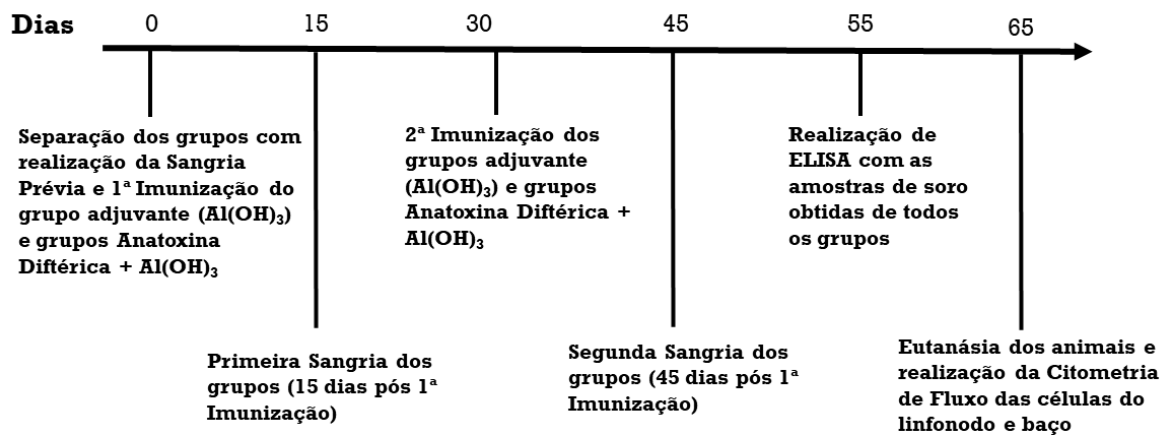 Dias 0 15 30 45 55 65
Separação dos grupos com
realização da Sangria
Prévia e 1ª Imunização do
grupo adjuvante (Al(OH)₃)
e grupos Anatoxina
Diftérica + Al(OH)₃
2ª Imunização dos
grupos adjuvante
(Al(OH)₃) e grupos
Anatoxina Diftérica +
Al(OH)₃
Realização de
ELISA com as
amostras de soro
obtidas de todos
os grupos
Primeira Sangria dos
grupos (15 dias pós 1ª
Imunização)
Segunda Sangria dos
grupos (45 dias pós 1ª
Imunização)
Eutanásia dos animais e
realização da Citometria
de Fluxo das células do
linfonodo e baço